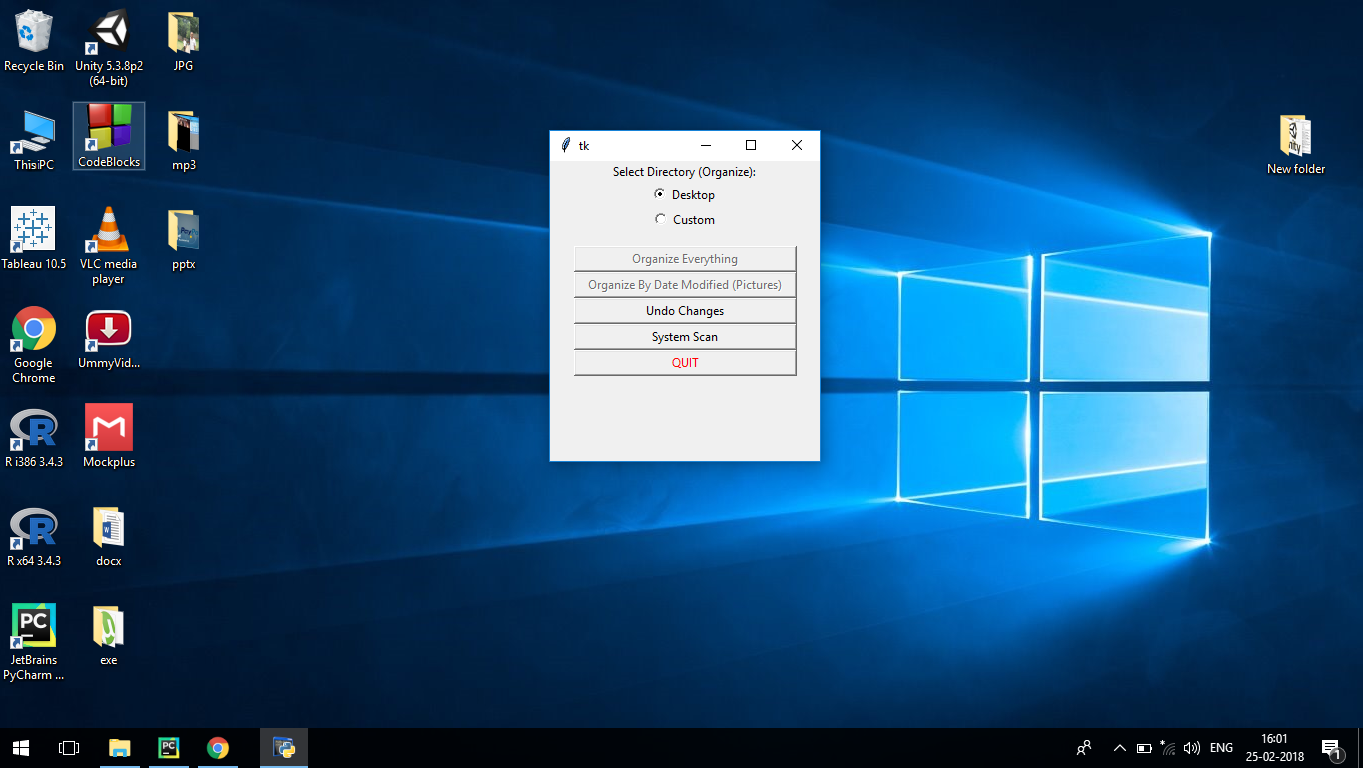 Recycle Bin
Unity 5.3.8p2
(64-bit)
JPG
ThisiPC
CodeBlocks
mp3
Tableau 10.5
VLC media
player
pptx
Google
Chrome
UmmyVid...
R i386 3.4.3
Mockplus
R x64 3.4.3
docx
PC
JetBrains
PyCharm ...
exe
tk
Select Directory (Organize):
Desktop
Custom
Organize Everything
Organize By Date Modified (Pictures)
Undo Changes
System Scan
QUIT
New folder
PC
ENG
16:01
25-02-2018
1